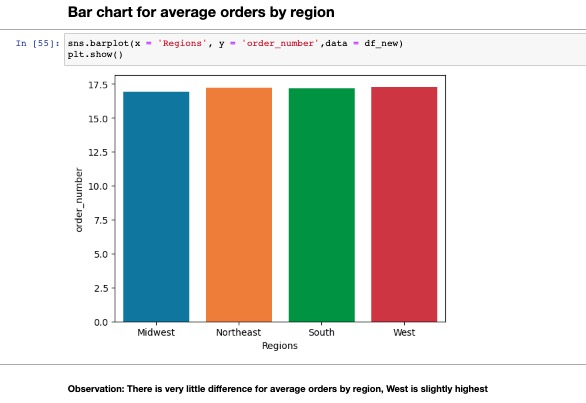 Bar chart for average orders by region
In [55]: sns.barplot(x = 'Regions', y = 'order_number',data = df_new)
plt.show()
17.5
15.0
12.5
10.0
7.5
5.0
2.5
0.0
order_number
Midwest Northeast South West
Regions
Observation: There is very little difference for average orders by region, West is slightly highest